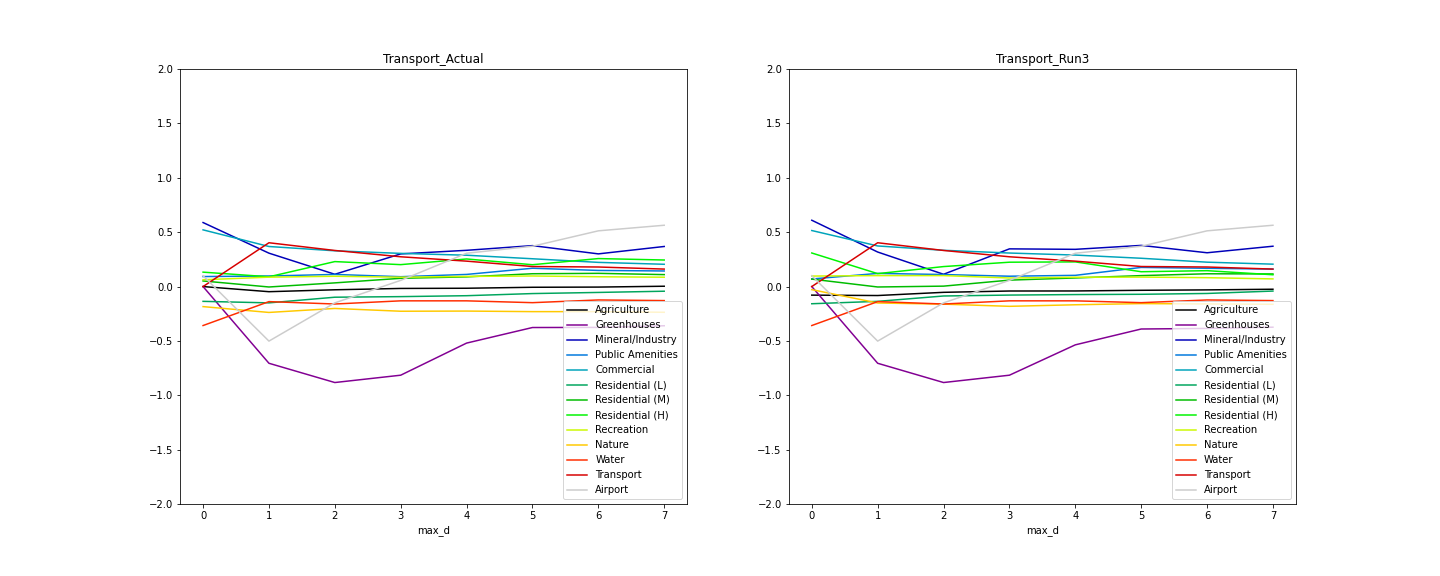 Transport_Actual
2.0
1.5
1.0
0.5
0.0
−0.5
−1.0
−1.5
−2.0
0 1 2 3 4 5 6 7
max_d
Agriculture
Greenhouses
Mineral/Industry
Public Amenities
Commercial
Residential (L)
Residential (M)
Residential (H)
Recreation
Nature
Water
Transport
Airport
Transport_Run3
2.0
1.5
1.0
0.5
0.0
−0.5
−1.0
−1.5
−2.0
0 1 2 3 4 5 6 7
max_d
Agriculture
Greenhouses
Mineral/Industry
Public Amenities
Commercial
Residential (L)
Residential (M)
Residential (H)
Recreation
Nature
Water
Transport
Airport